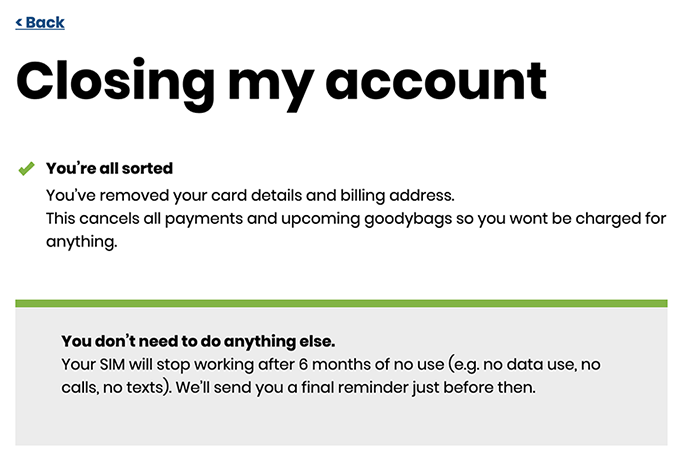 < Back
Closing my account
You’re all sorted
You’ve removed your card details and billing address.
This cancels all payments and upcoming goodybags so you wont be charged for
anything.
You don’t need to do anything else.
Your SIM will stop working after 6 months of no use (e.g. no data use, no
calls, no texts). We’ll send you a final reminder just before then.